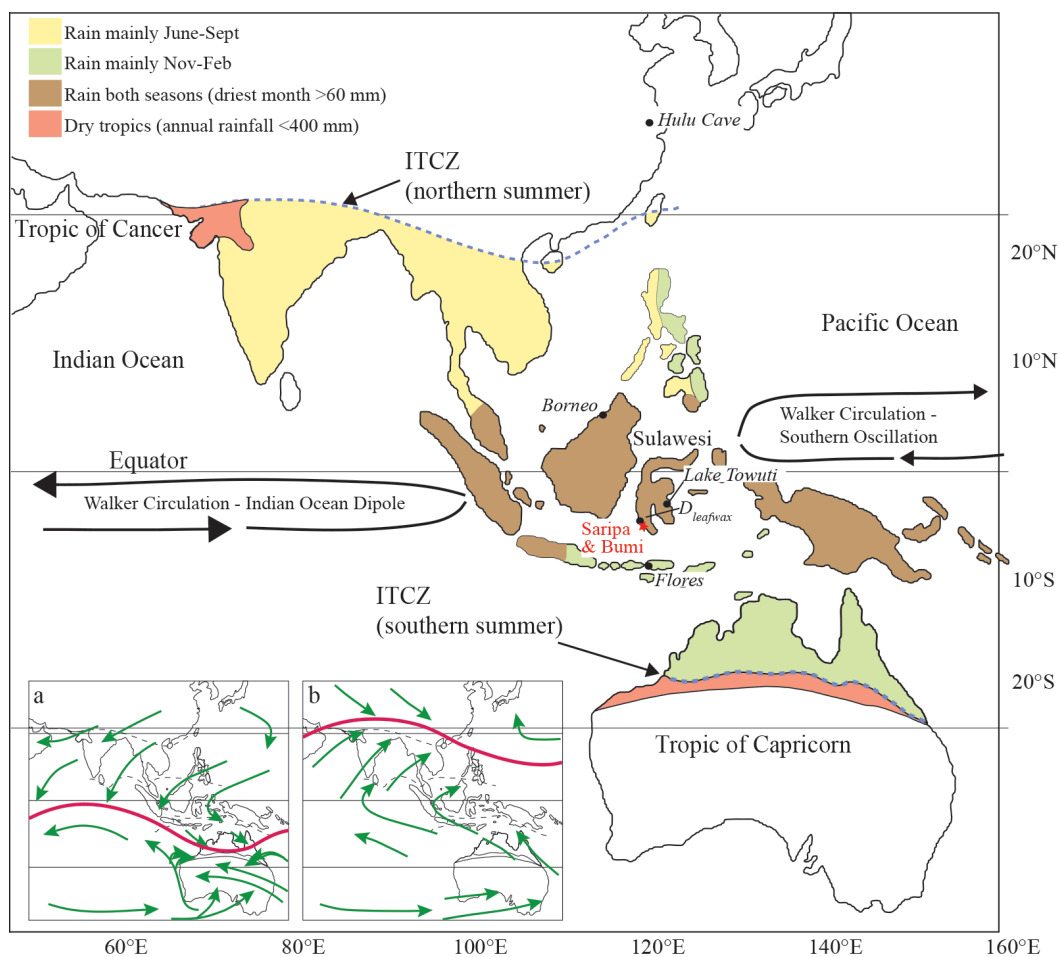 Rain mainly June-Sept
Rain mainly Nov-Feb
Rain both seasons (driest month >60 mm)
Dry tropics (annual rainfall <400 mm)
Hulu Cave
ITCZ
(northern summer)
Tropic of Cancer
20°N
Pacific Ocean
Indian Ocean
10°N
Borneo
Walker Circulation -
Southern Oscillation
Sulawesi
Equator
Lake Towuti
Walker Circulation - Indian Ocean Dipole
D leafwax
Saripa
& Bumi
Flores
10°S
ITCZ
(southern summer)
20°S
a
b
Tropic of Capricorn
60°E
80°E
100°E
120°E
140°E
160°E